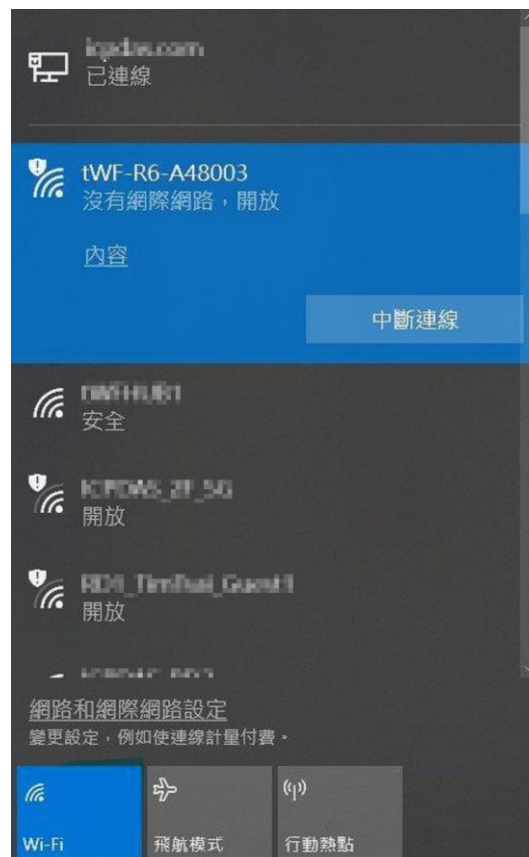 已連線
tWF-R6-A48003
沒有網際網路，開放
內容
中斷連線
安全
開放
開放
網路和網際網路設定
變更設定，例如使連線計量付費。
Wi-Fi
飛航模式
行動熱點